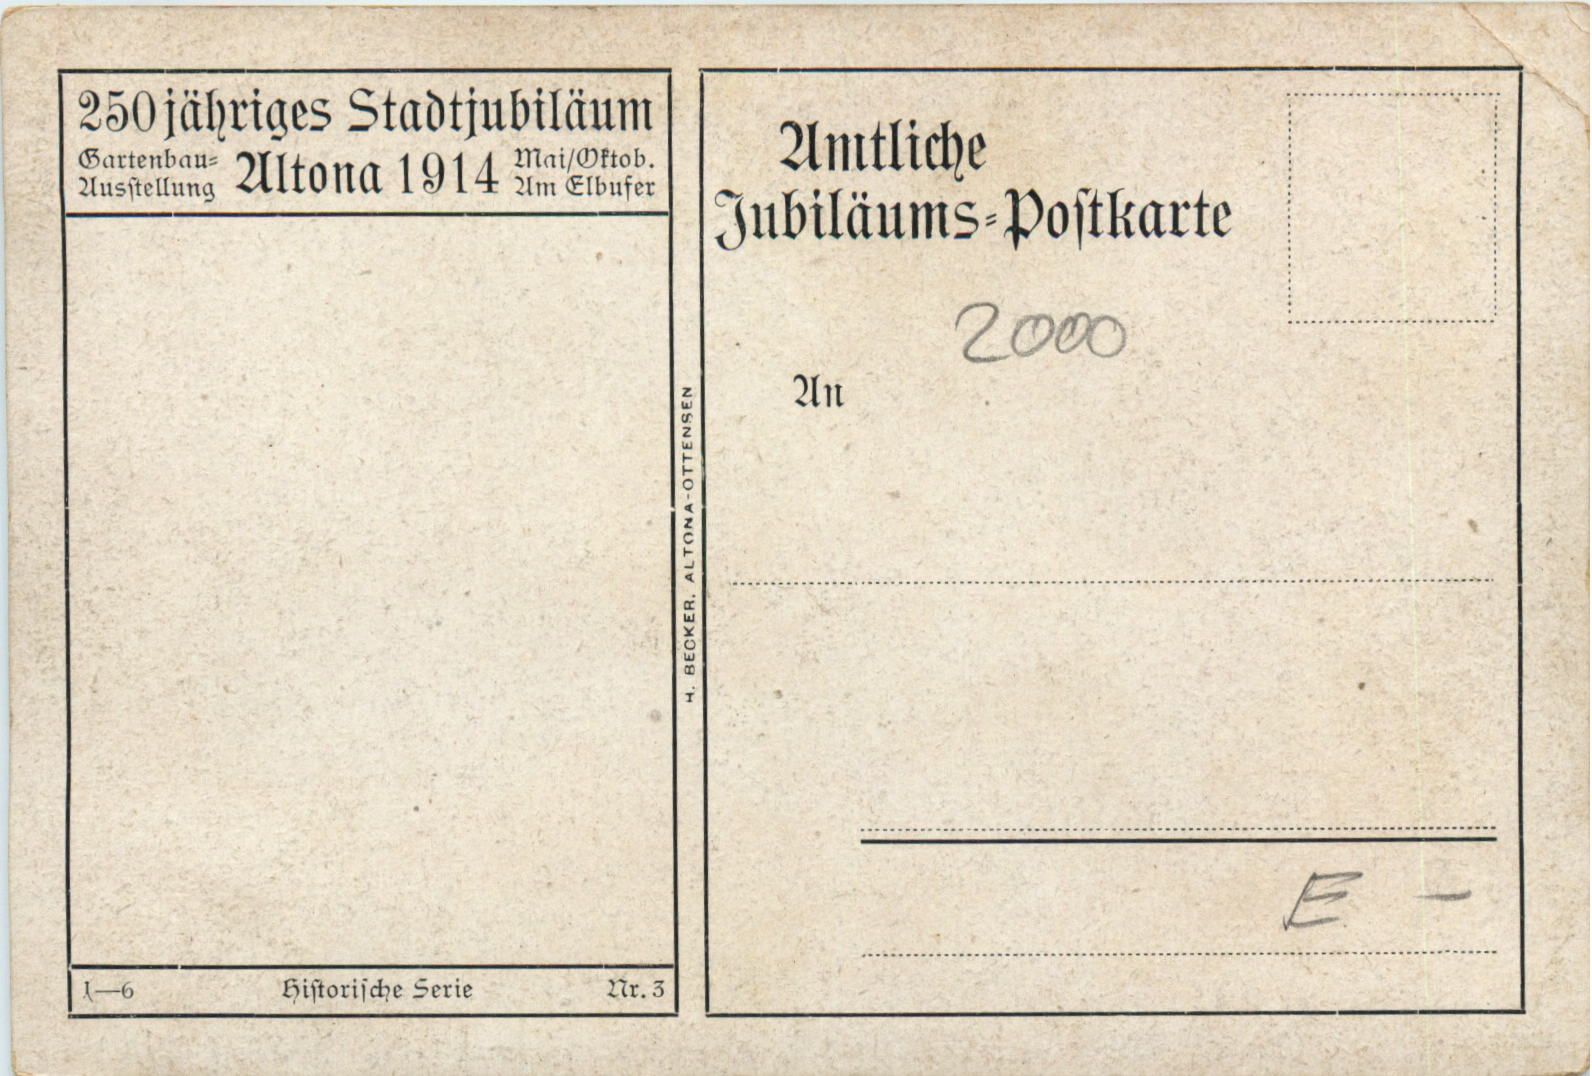 250jähriges Stadtjubiläum
Gartenbau=
Ausstellung
Altona 1914
Mai/Oktob.
Am Elbufer
Amtliche
Jubiläums=Postkarte
2000
An
H. BECKER, ALTONA-OTTENSEN
E –
1—6 Historische Serie Nr. 3